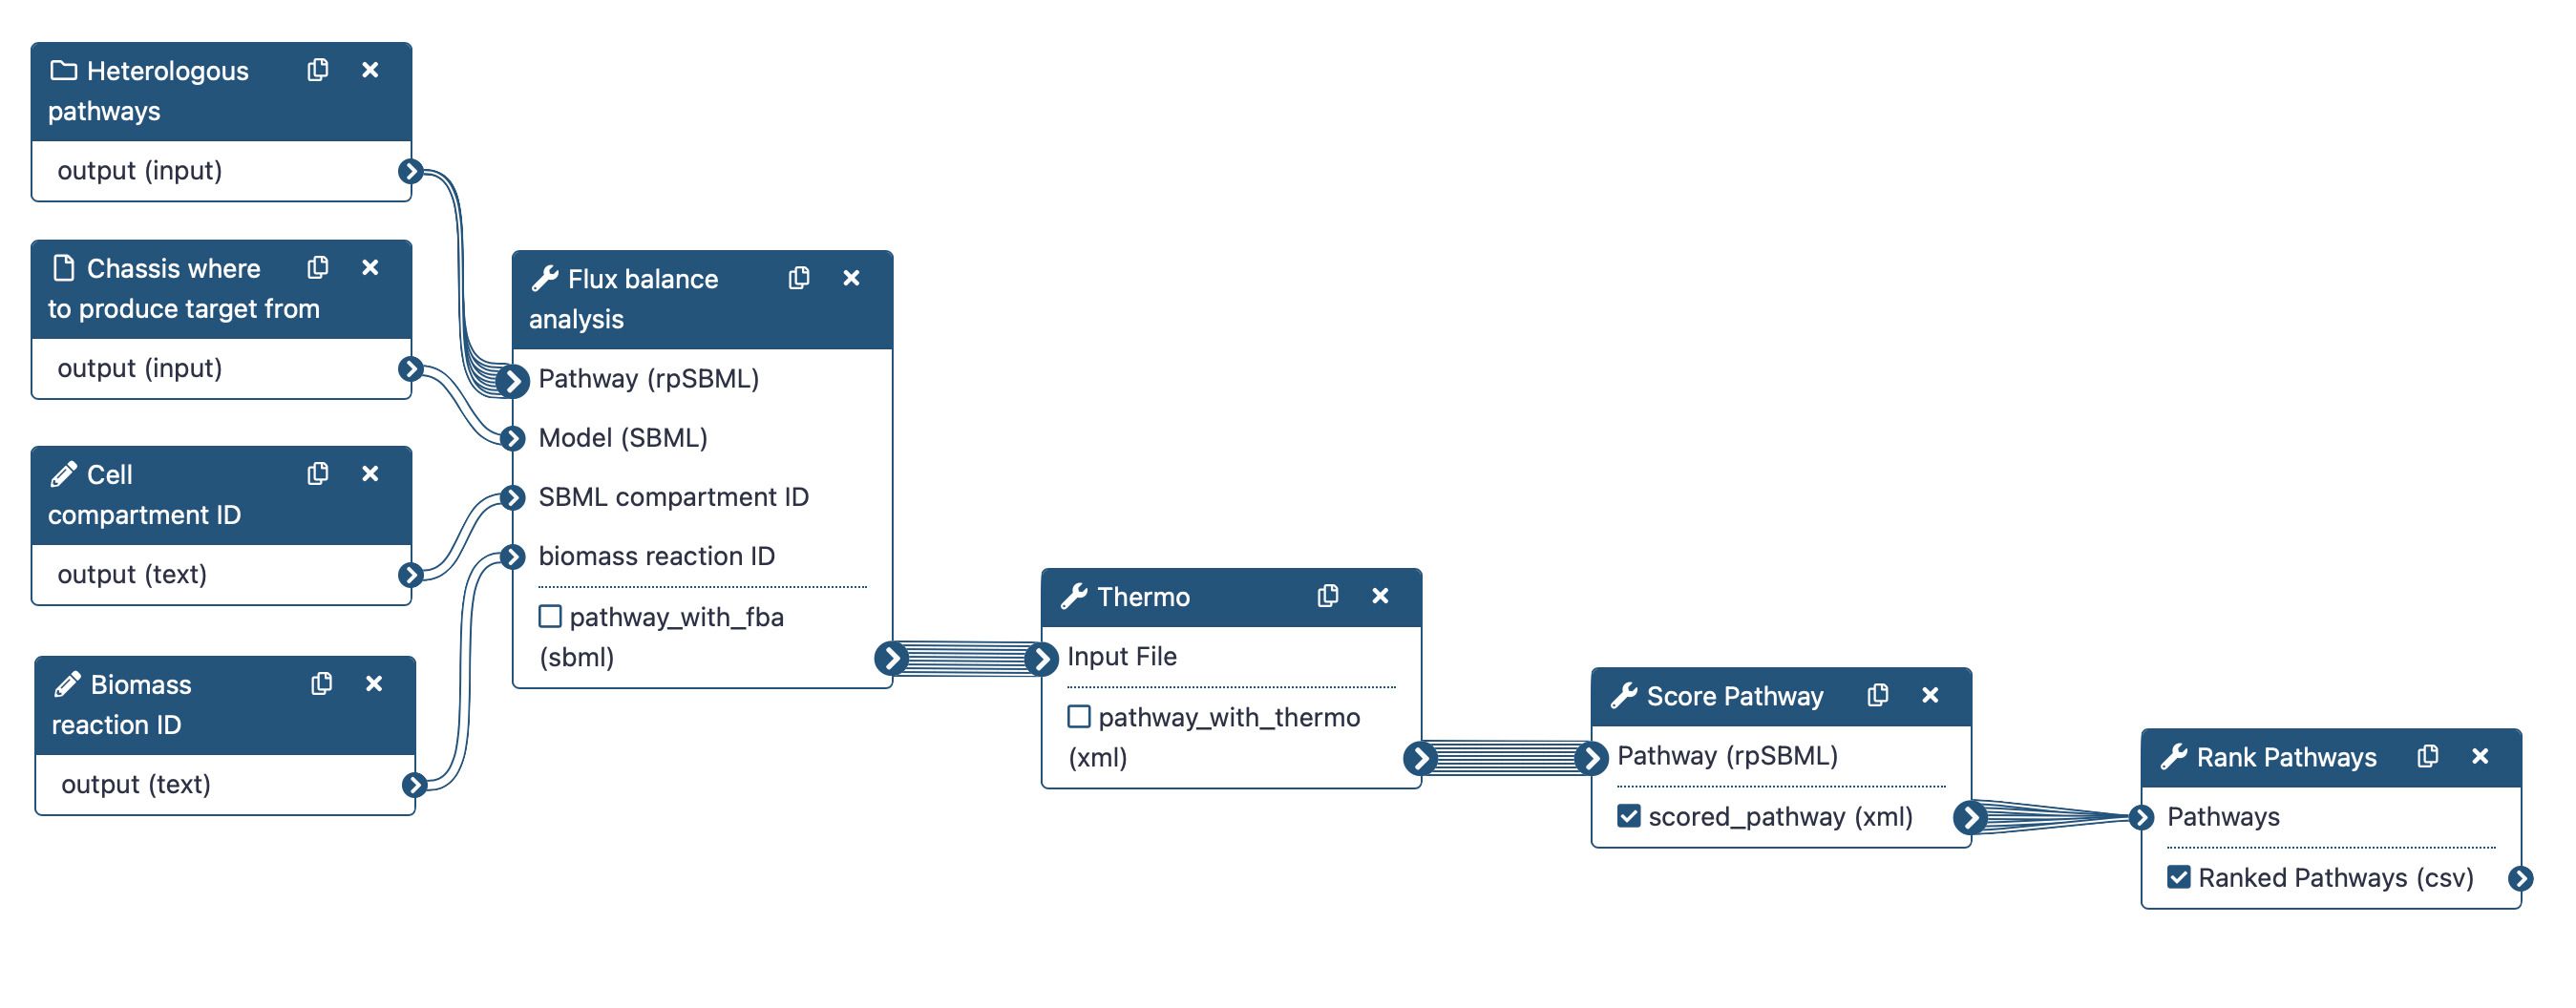 Heterologous
pathways
output (input)
Chassis where
to produce target from
output (input)
Cell
compartment ID
output (text)
Biomass
reaction ID
output (text)
Flux balance
analysis
Pathway (rpSBML)
Model (SBML)
SBML compartment ID
biomass reaction ID
pathway_with_fba
(sbml)
Thermo
Input File
pathway_with_thermo
(xml)
Score Pathway
Pathway (rpSBML)
scored_pathway (xml)
Rank Pathways
Pathways
Ranked Pathways (csv)